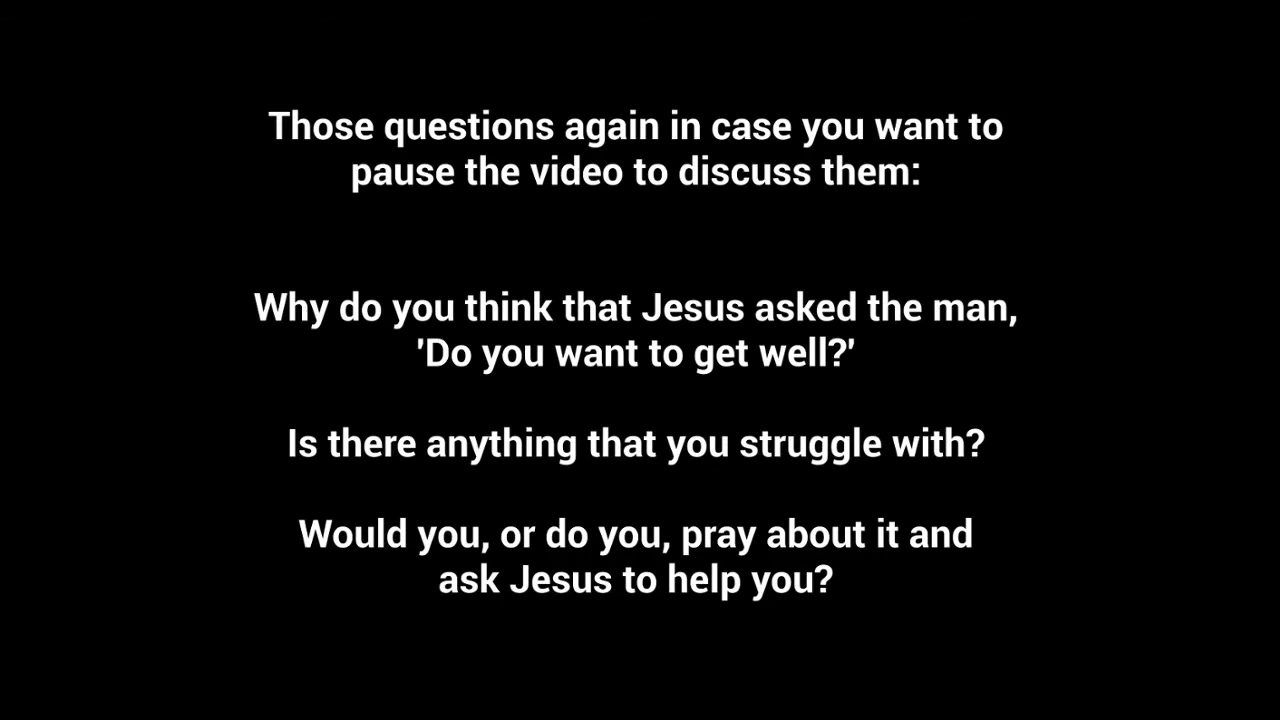 Those questions again in case you want to
pause the video to discuss them:
Why do you think that Jesus asked the man,
'Do you want to get well?'
Is there anything that you struggle with?
Would you, or do you, pray about it and
ask Jesus to help you?